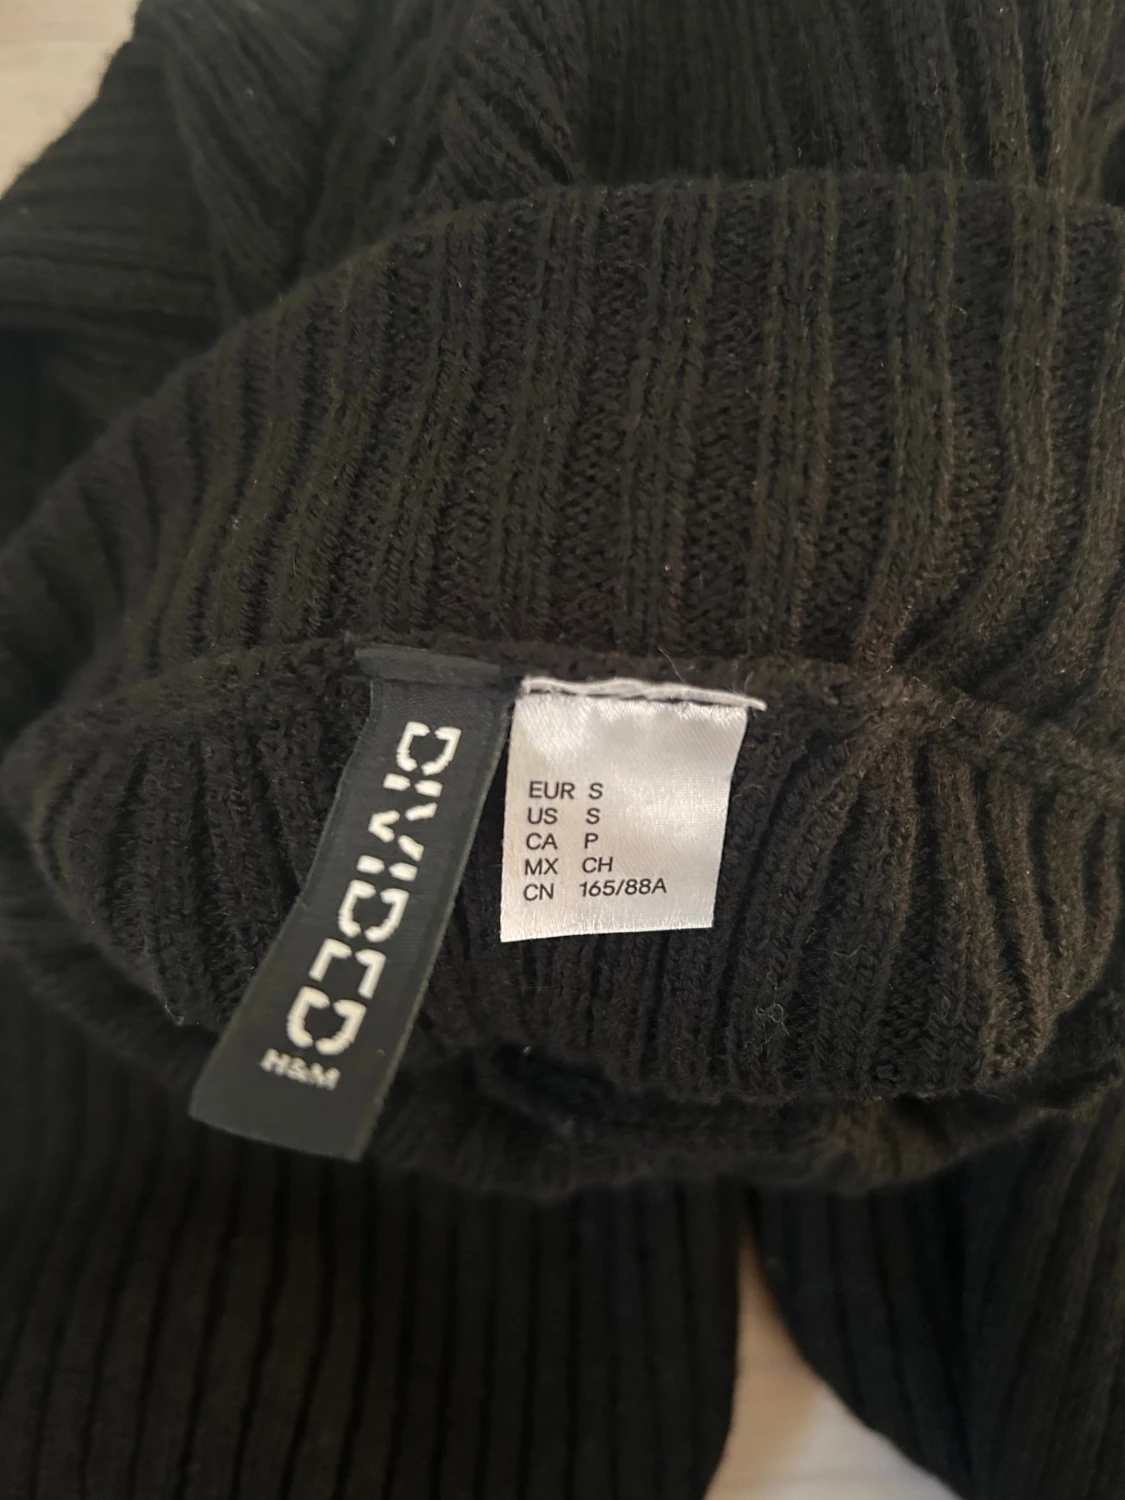 DIVIDED
H&M
EUR S
US S
CA P
MX CH
CN 165/88A